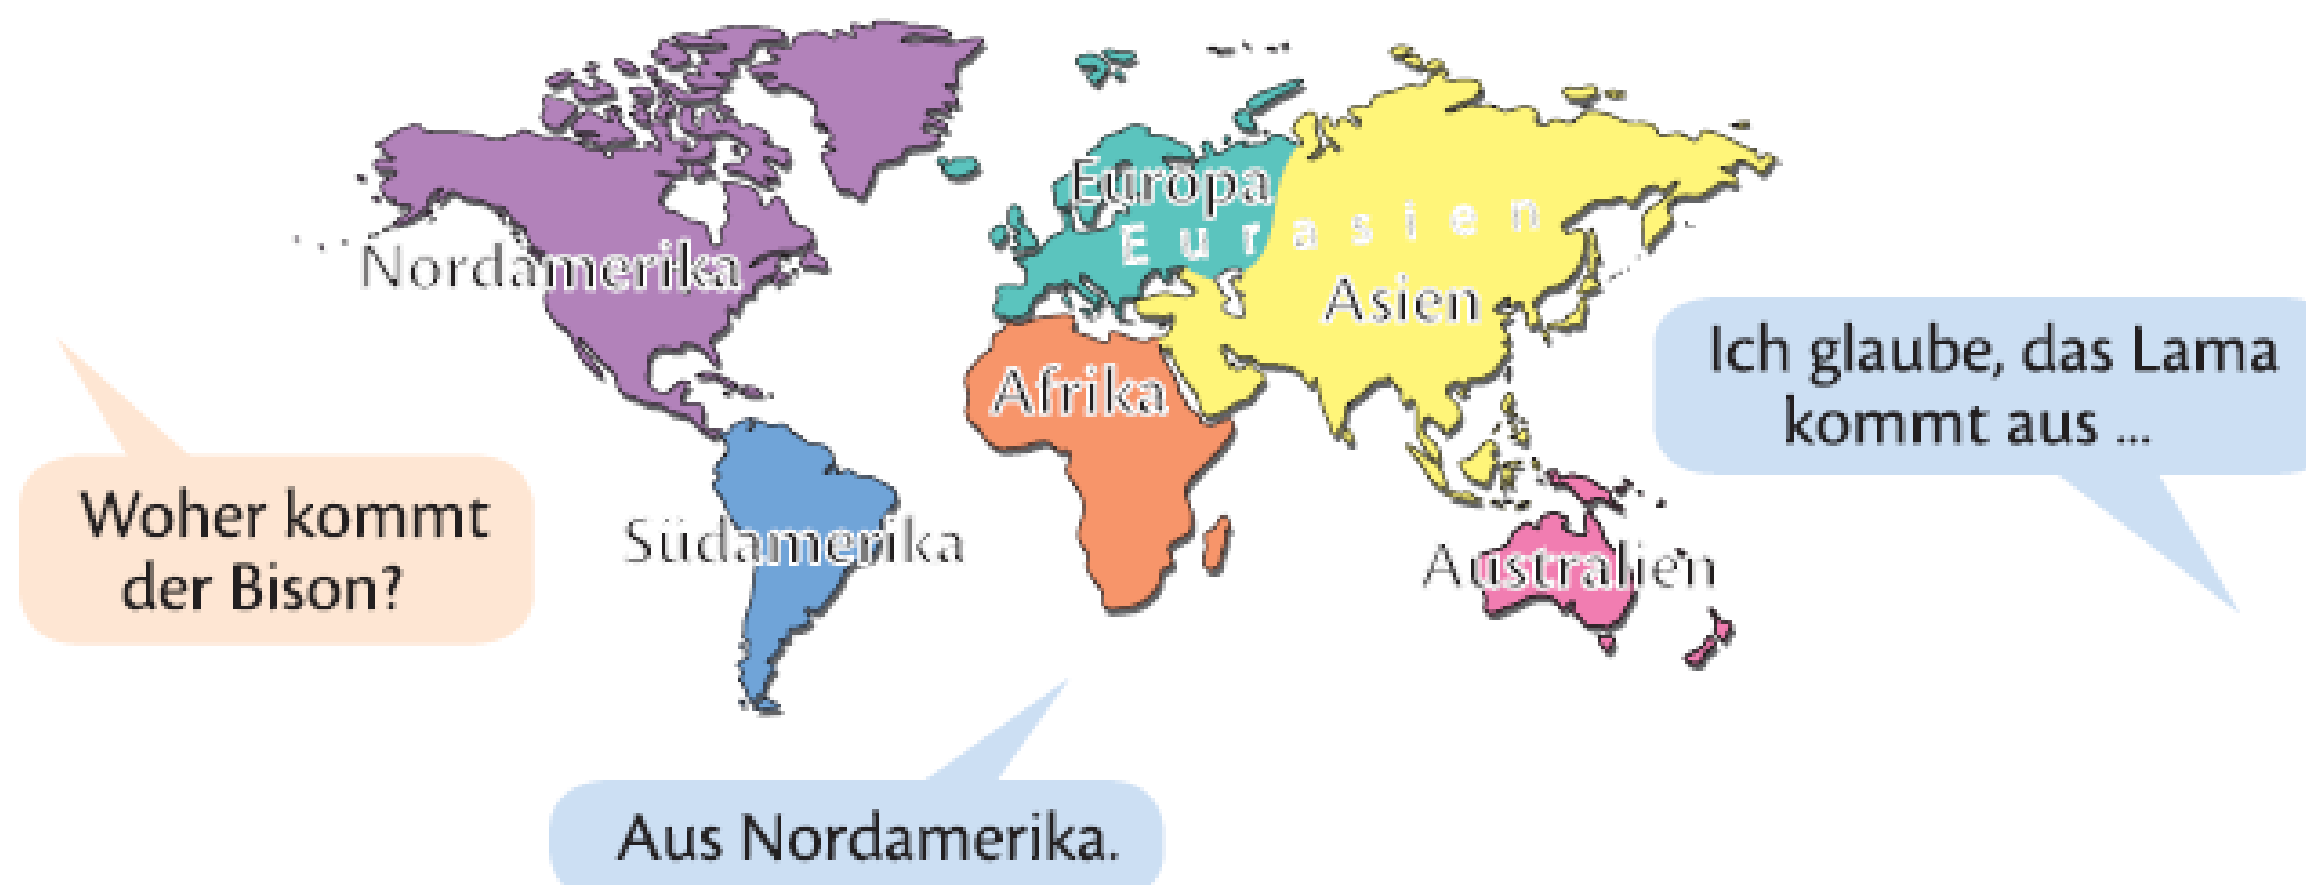 Nordamerika
Europa
Eurasien
Asien
Afrika
Südamerika
Australien
Woher kommt
der Bison?
Ich glaube, das Lama
kommt aus ...
Aus Nordamerika.